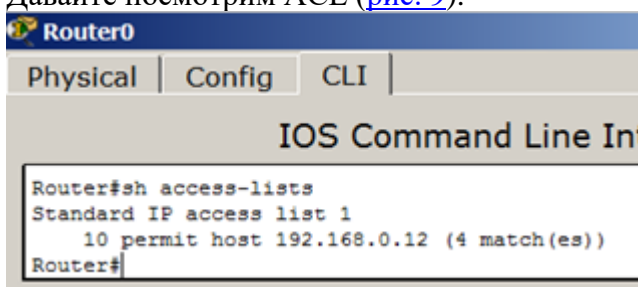 Давайте посмотрим ACL (рис. 9).
Router0
Physical Config CLI
IOS Command Line
Router#sh access-lists
Standard IP access list 1
10 permit host 192.168.0.12 (4 match(es))
Router#